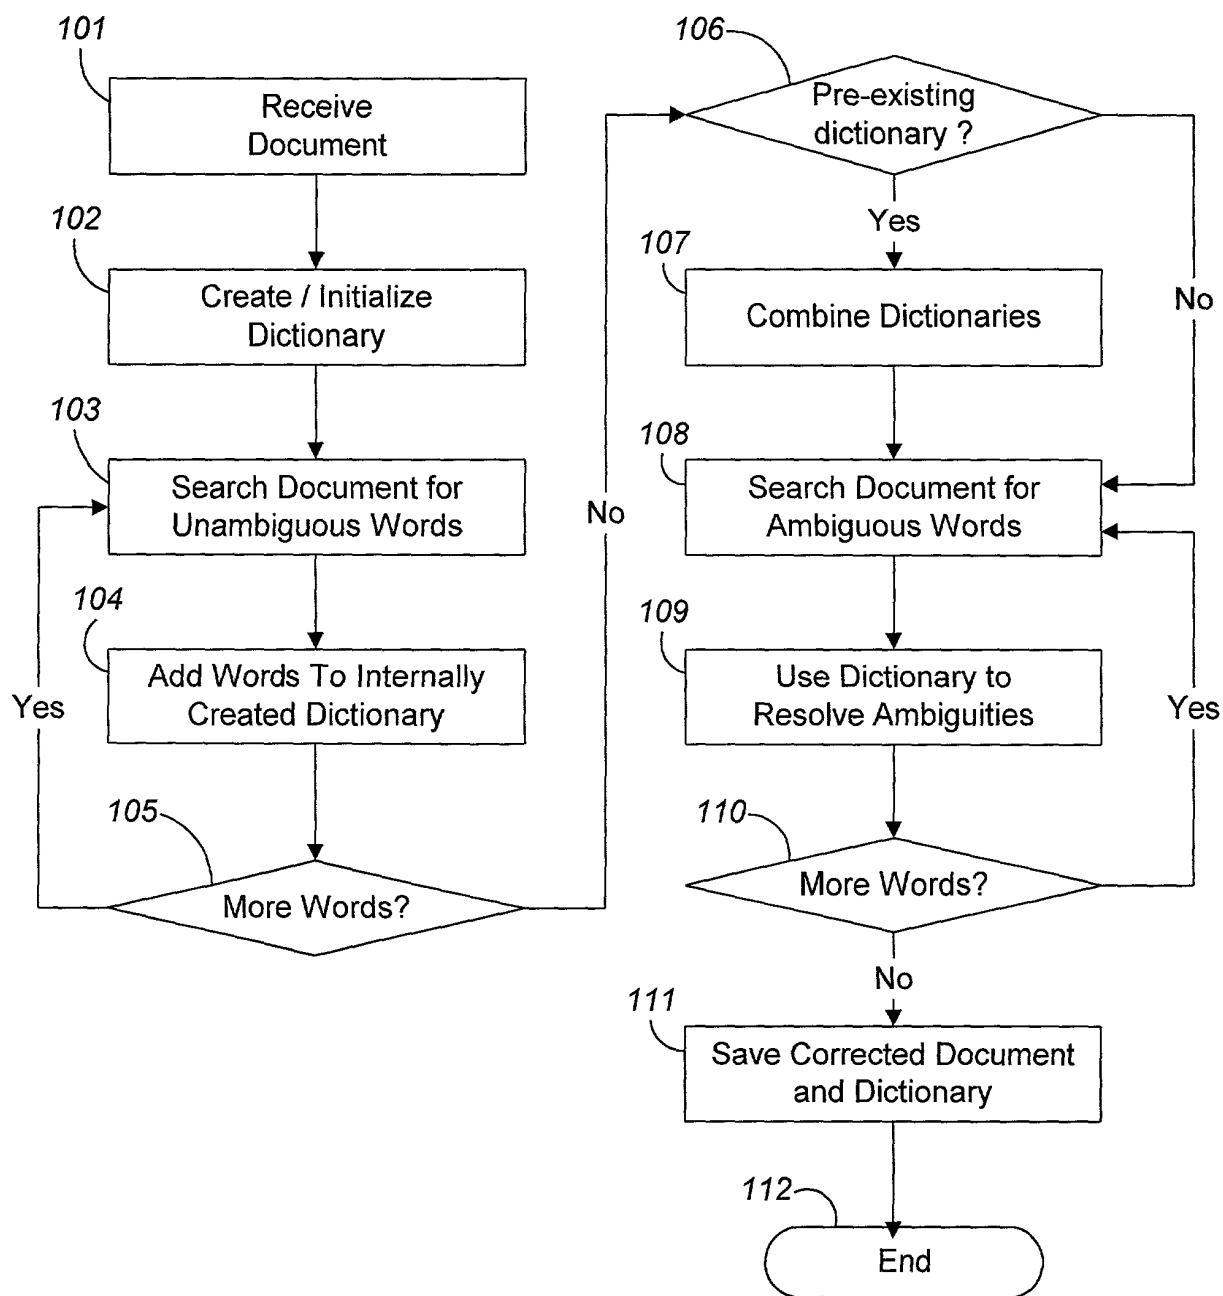 101
Receive
Document
102
Create / Initialize
Dictionary
103
Search Document for
Unambiguous Words
104
Add Words To Internally
Created Dictionary
Yes
105
More Words?
No
106
Pre-existing
dictionary ?
Yes
No
107
Combine Dictionaries
108
Search Document for
Ambiguous Words
109
Use Dictionary to
Resolve Ambiguities
Yes
110
More Words?
No
111
Save Corrected Document
and Dictionary
112
End